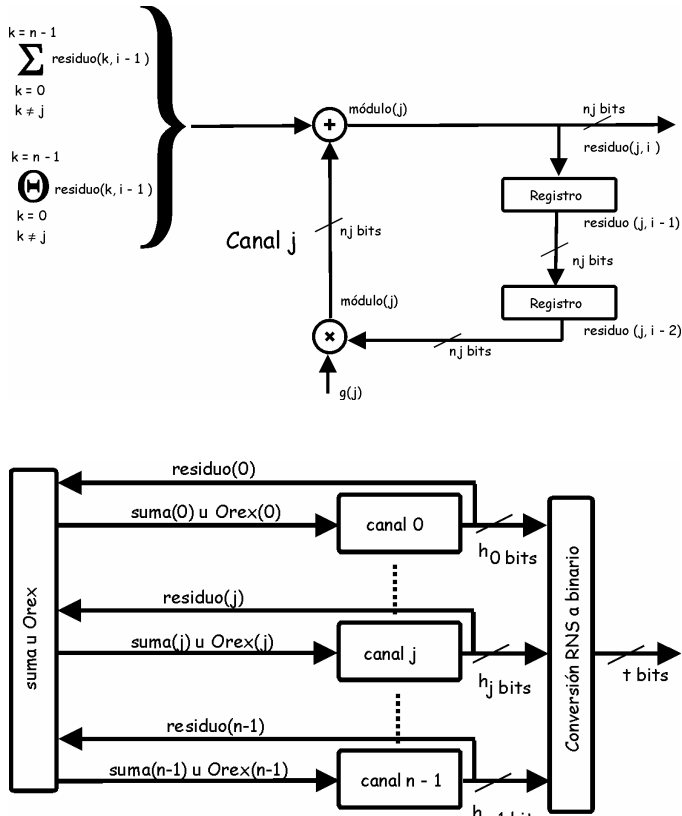 k = n - 1
Σ residuo(k, i - 1 )
k = 0
k ≠ j
k = n - 1
Θ residuo(k, i - 1 )
k = 0
k ≠ j
+
módulo(j)
nj bits
residuo(j, i )
Registro
residuo (j, i - 1)
nj bits
Registro
residuo (j, i - 2)
nj bits
Canal j
nj bits
módulo(j)
×
g(j)
suma u Orex
residuo(0)
suma(0) u Orex(0)
canal 0
h0 bits
residuo(j)
suma(j) u Orex(j)
canal j
hj bits
residuo(n-1)
suma(n-1) u Orex(n-1)
canal n - 1
Conversión RNS a binario
t bits